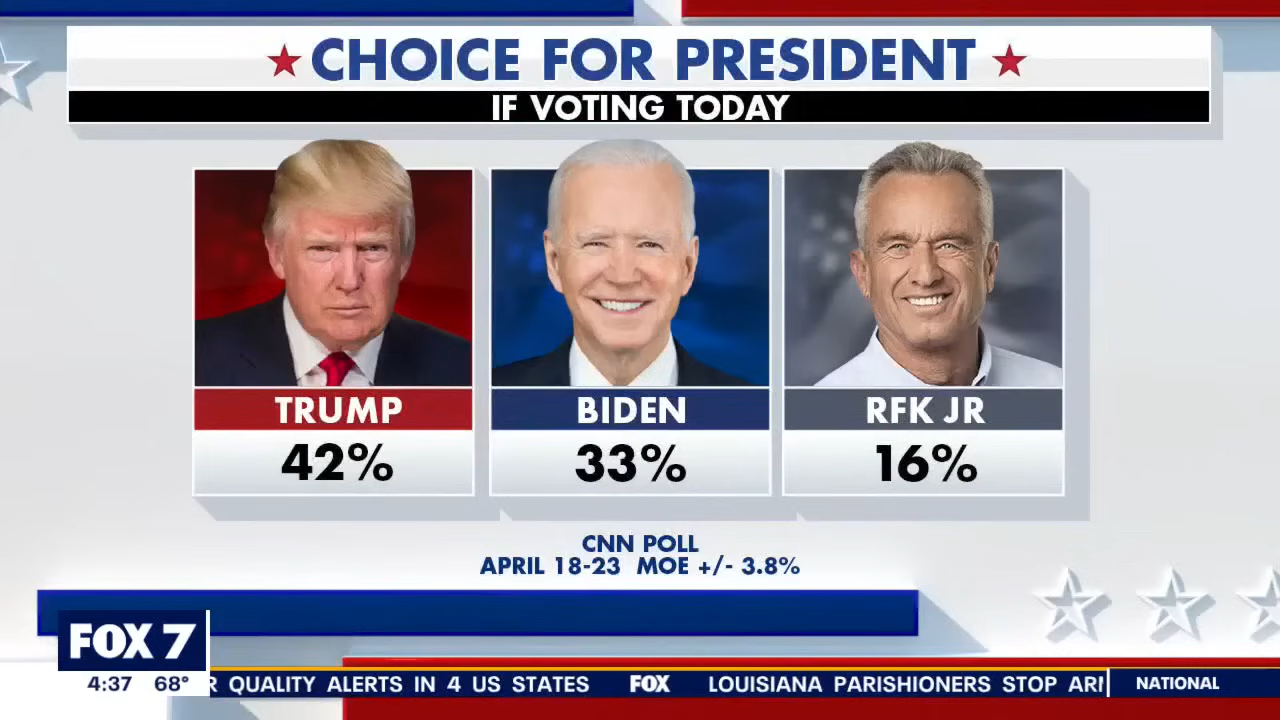 CHOICE FOR PRESIDENT
IF VOTING TODAY
TRUMP BIDEN RFK JR
42% 33% 16%
CNN POLL
APRIL 18-23 MOE +/- 3.8%
FOX 7
4:37 68° R QUALITY ALERTS IN 4 US STATES FOX LOUISIANA PARISHIONERS STOP NATIONAL